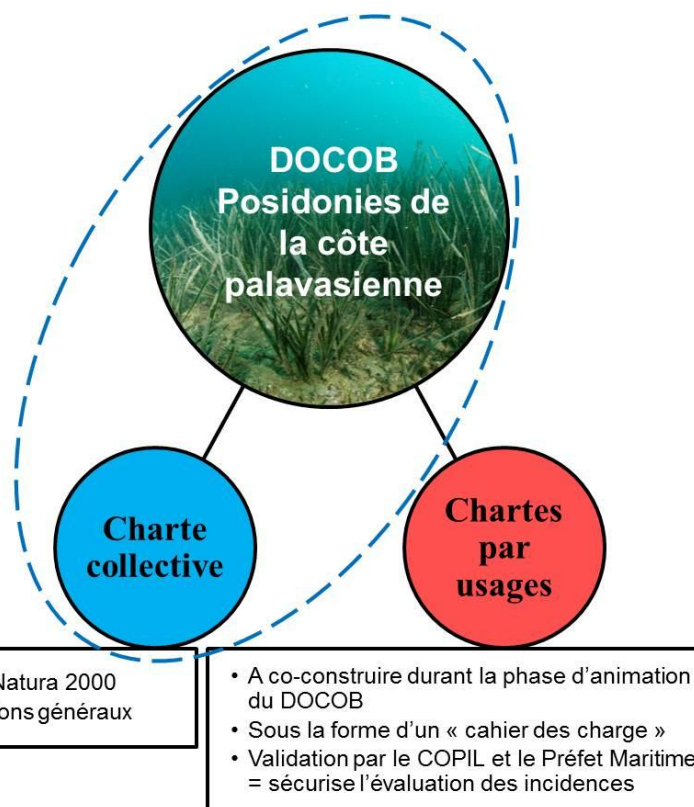 DOCOB
Posidonies de
la côte
palavasienne
Charte
collective
Chartes
par
usages
Natura 2000
généraux
• A co-construire durant la phase d’animation
du DOCOB
• Sous la forme d’un « cahier des charge »
• Validation par le COPIL et le Préfet Maritime
= sécurise l’évaluation des incidences